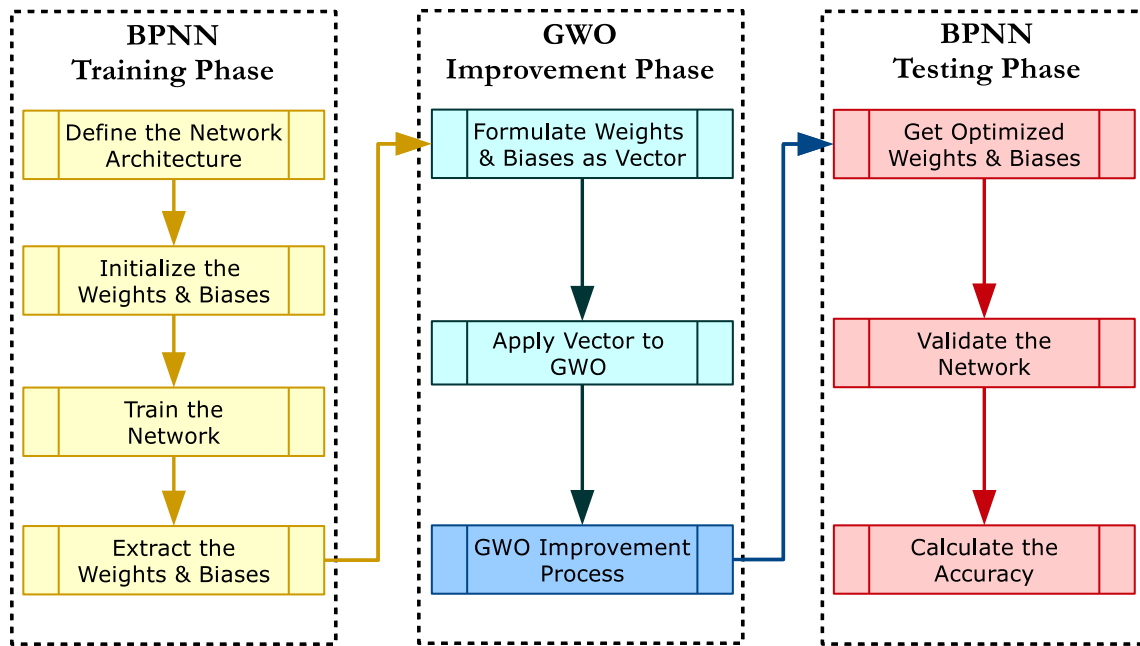 BPNN
Training Phase
Define the Network
Architecture
Initialize the
Weights & Biases
Train the
Network
Extract the
Weights & Biases
GWO
Improvement Phase
Formulate Weights
& Biases as Vector
Apply Vector to
GWO
GWO Improvement
Process
BPNN
Testing Phase
Get Optimized
Weights & Biases
Validate the
Network
Calculate the
Accuracy